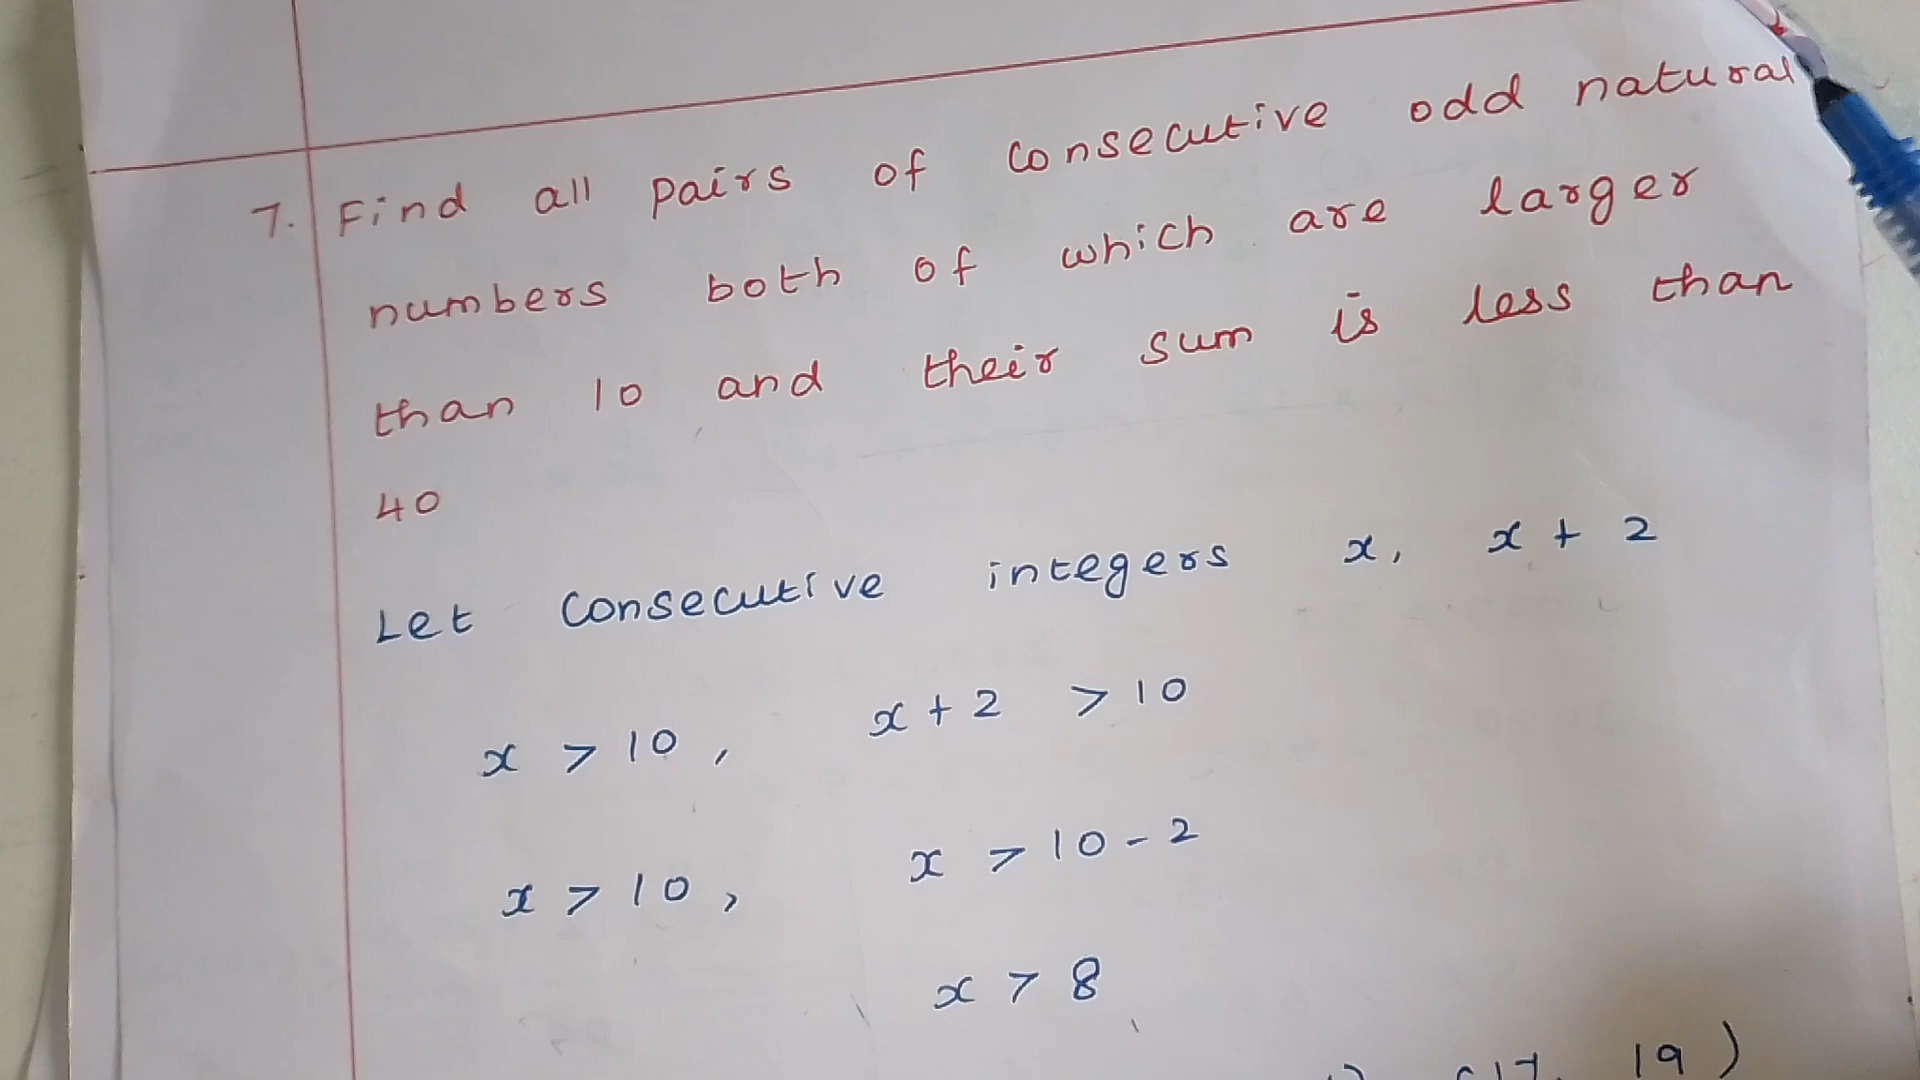 7. Find all pairs of consecutive odd natural
numbers both of which are larger
than 10 and their sum is less than
40
Let consecutive integers x, x + 2
x > 10, x + 2 > 10
x > 10, x > 10 - 2
x > 8
(17, 19)